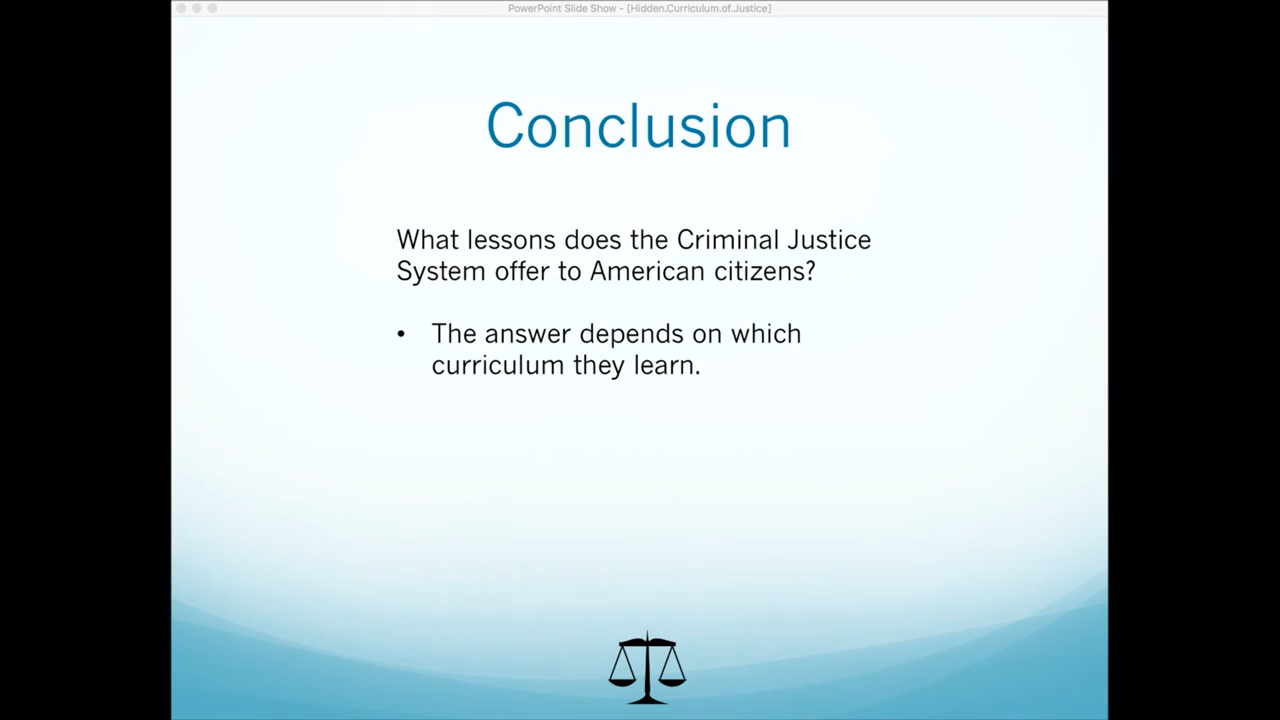 PowerPoint Slide Show - [Hidden.Curriculum.of.Justice]
Conclusion
What lessons does the Criminal Justice
System offer to American citizens?
• The answer depends on which
curriculum they learn.